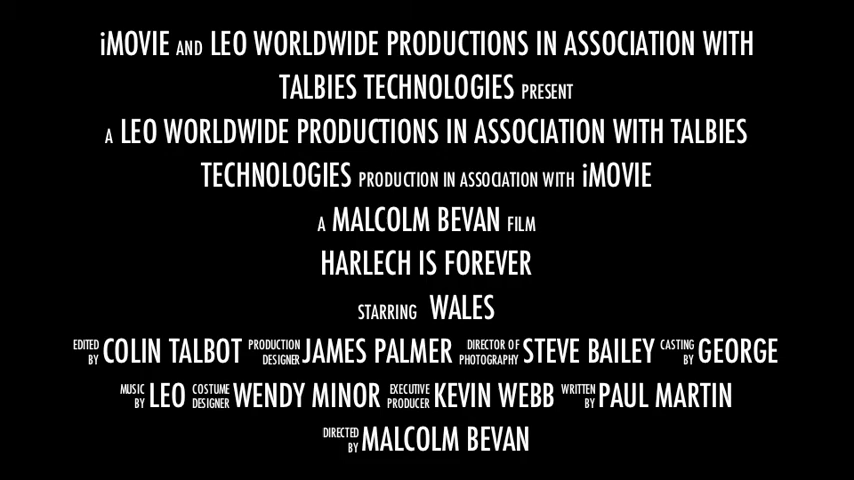 iMOVIE AND LEO WORLDWIDE PRODUCTIONS IN ASSOCIATION WITH
TALBIES TECHNOLOGIES PRESENT
A LEO WORLDWIDE PRODUCTIONS IN ASSOCIATION WITH TALBIES
TECHNOLOGIES PRODUCTION IN ASSOCIATION WITH iMOVIE
A MALCOLM BEVAN FILM
HARLECH IS FOREVER
STARRING WALES
EDITED BY COLIN TALBOT PRODUCTION DESIGNER JAMES PALMER DIRECTOR OF PHOTOGRAPHY STEVE BAILEY CASTING BY GEORGE
MUSIC BY LEO COSTUME DESIGNER WENDY MINOR EXECUTIVE PRODUCER KEVIN WEBB WRITTEN BY PAUL MARTIN
DIRECTED BY MALCOLM BEVAN